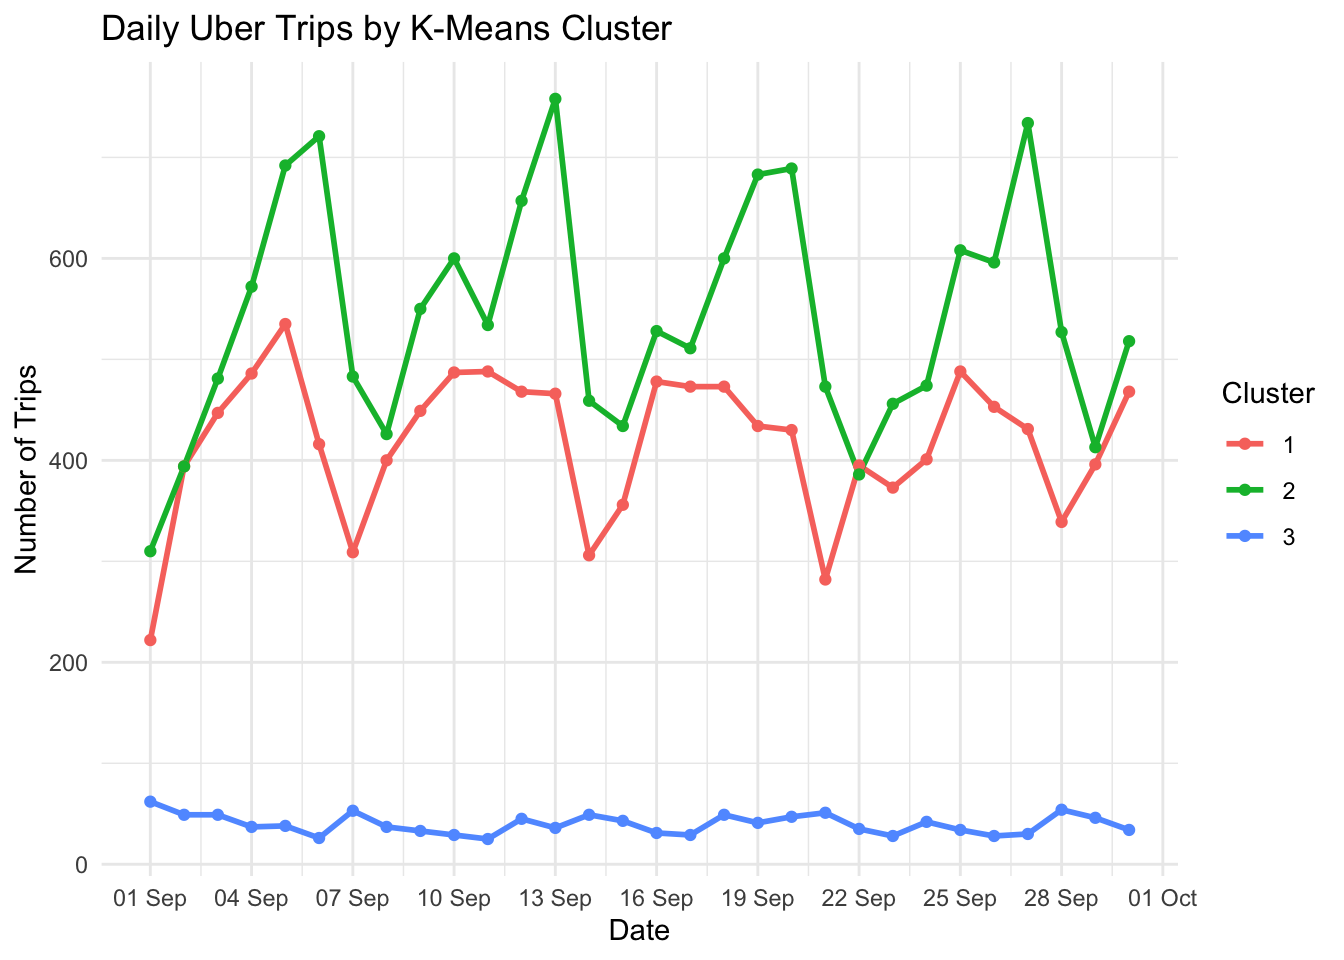 Daily Uber Trips by K-Means Cluster
Number of Trips
600
400
200
0
01 Sep 04 Sep 07 Sep 10 Sep 13 Sep 16 Sep 19 Sep 22 Sep 25 Sep 28 Sep 01 Oct
Date
Cluster
1
2
3